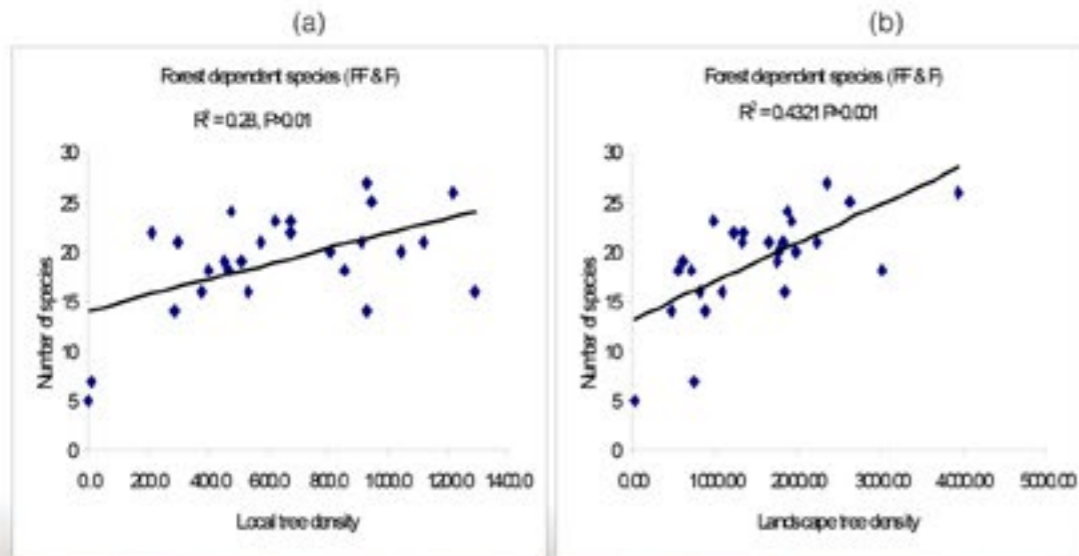 (a)
Forest dependent species (FF & F)
R² = 0.28, P>0.01
30
25
20
15
10
5
0
Number of species
0.0 200.0 400.0 600.0 800.0 1000.0 1200.0 1400.0
Local tree density
(b)
Forest dependent species (FF & F)
R² = 0.4321 P>0.001
30
25
20
15
10
5
0
Number of species
0.00 1000.00 2000.00 3000.00 4000.00 5000.00
Landscape tree density